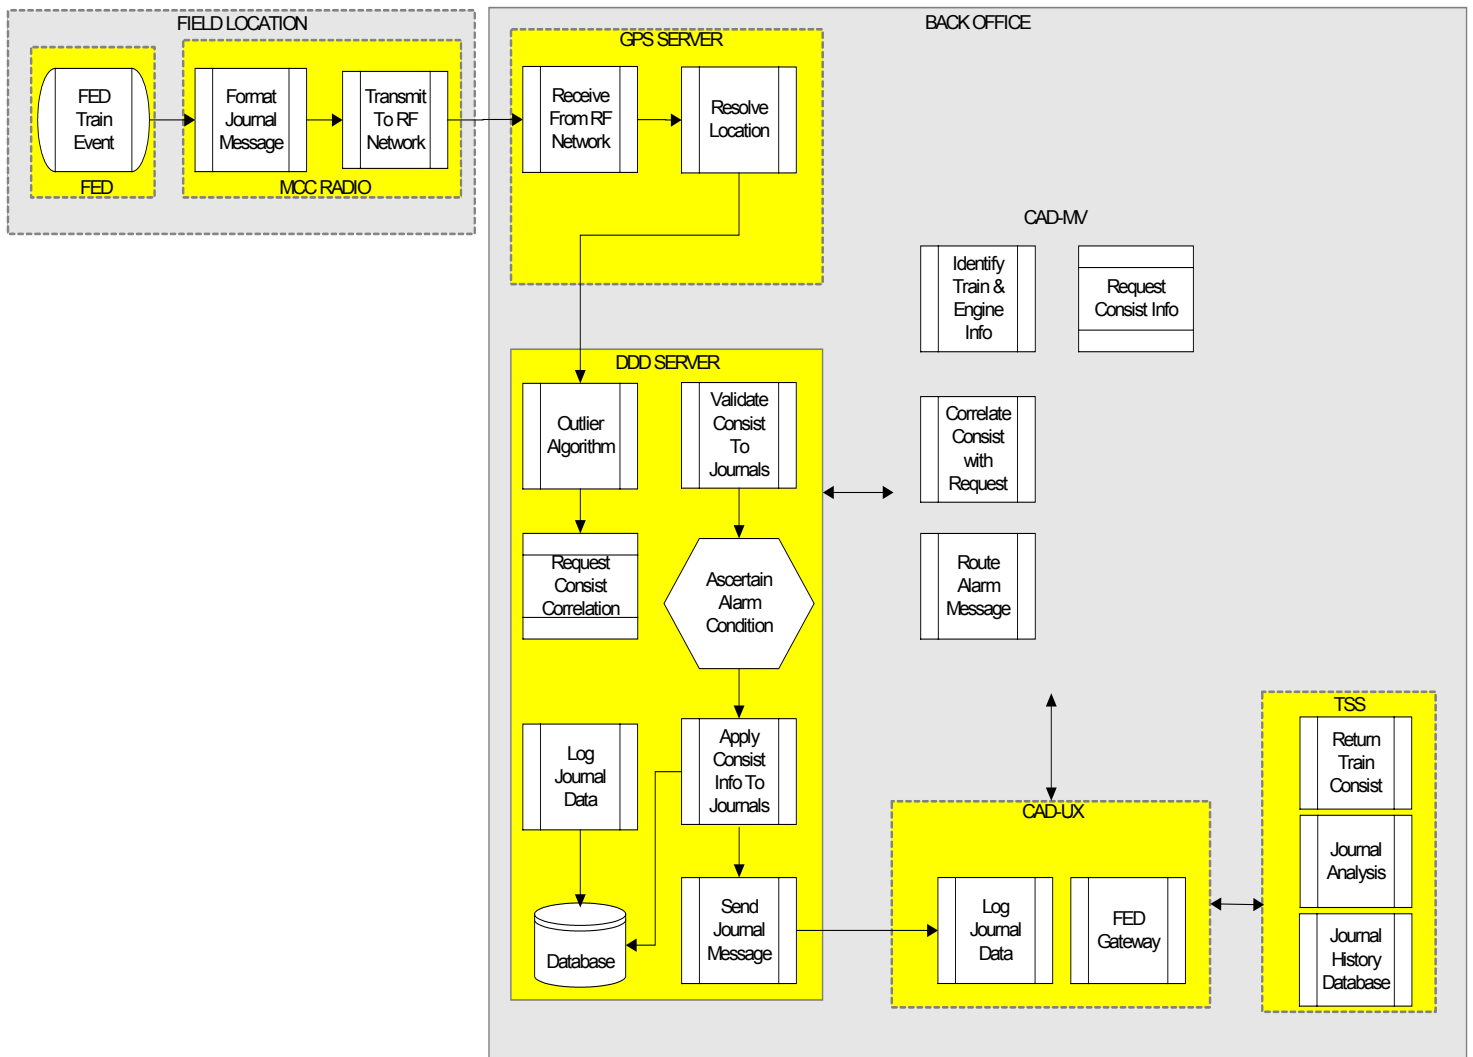 FIELD LOCATION
FED
Train
Event
FED
Format
Journal
Message
Transmit
To RF
Network
MCC RADIO
BACK OFFICE
GPS SERVER
Receive
From RF
Network
Resolve
Location
CAD-MV
Identify
Train &
Engine
Info
Request
Consist Info
Correlate
Consist
with
Request
Route
Alarm
Message
DDD SERVER
Outlier
Algorithm
Validate
Consist
To
Journals
Request
Consist
Correlation
Ascertain
Alarm
Condition
Log
Journal
Data
Apply
Consist
Info To
Journals
Database
Send
Journal
Message
CAD-UX
Log
Journal
Data
FED
Gateway
TSS
Return
Train
Consist
Journal
Analysis
Journal
History
Database